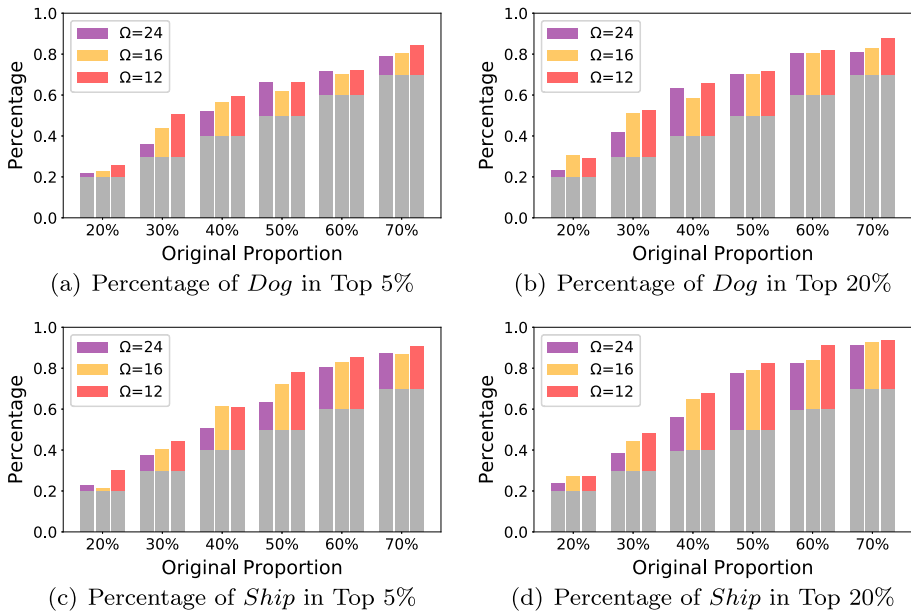 1.0
0.8
0.6
0.4
0.2
0.0
Percentage
Ω=24
Ω=16
Ω=12
20% 30% 40% 50% 60% 70%
Original Proportion
(a) Percentage of Dog in Top 5%
1.0
0.8
0.6
0.4
0.2
0.0
Percentage
Ω=24
Ω=16
Ω=12
20% 30% 40% 50% 60% 70%
Original Proportion
(b) Percentage of Dog in Top 20%
1.0
0.8
0.6
0.4
0.2
0.0
Percentage
Ω=24
Ω=16
Ω=12
20% 30% 40% 50% 60% 70%
Original Proportion
(c) Percentage of Ship in Top 5%
1.0
0.8
0.6
0.4
0.2
0.0
Percentage
Ω=24
Ω=16
Ω=12
20% 30% 40% 50% 60% 70%
Original Proportion
(d) Percentage of Ship in Top 20%